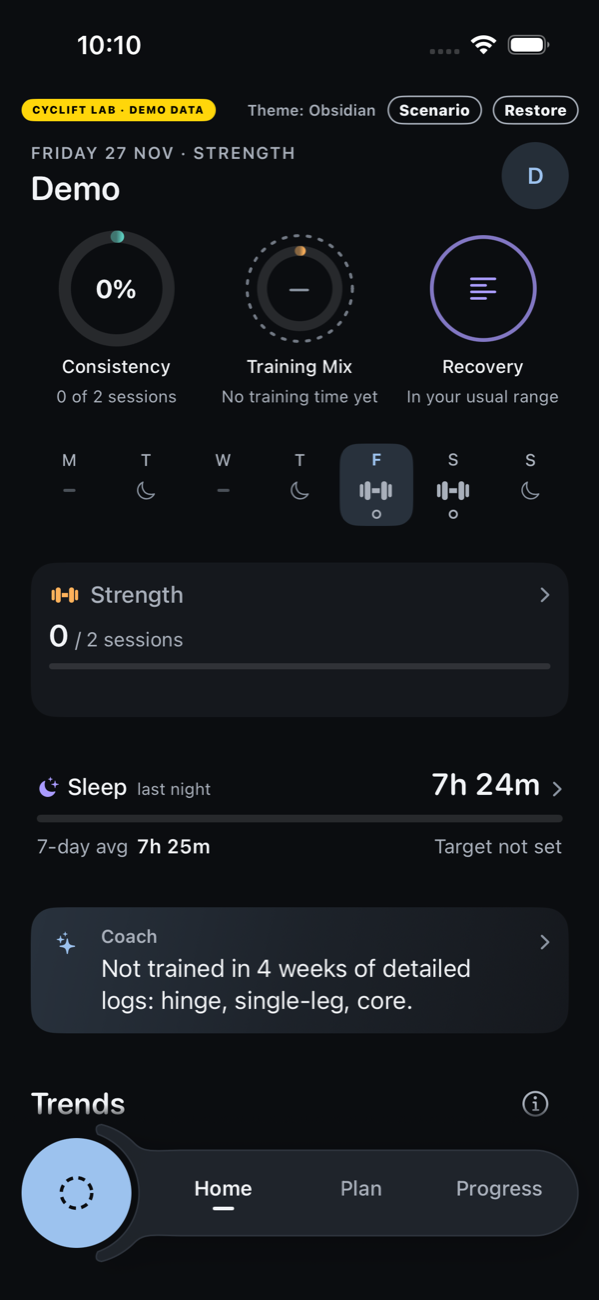 10:10
CYCLIFT LAB · DEMO DATA
Theme: Obsidian
Scenario
Restore
FRIDAY 27 NOV · STRENGTH
Demo
D
0%
–
Consistency
Training Mix
Recovery
0 of 2 sessions
No training time yet
In your usual range
M T W T F S S
Strength
0 / 2 sessions
Sleep last night
7h 24m
7-day avg 7h 25m
Target not set
Coach
Not trained in 4 weeks of detailed
logs: hinge, single-leg, core.
Trends
Home
Plan
Progress